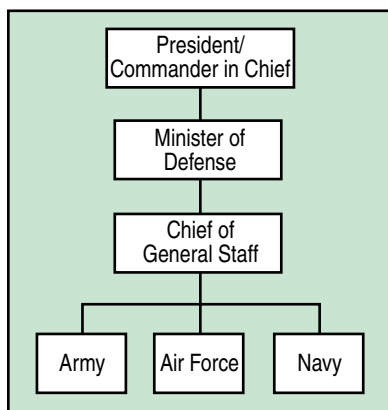 President/
Commander in Chief
Minister of
Defense
Chief of
General Staff
Army
Air Force
Navy